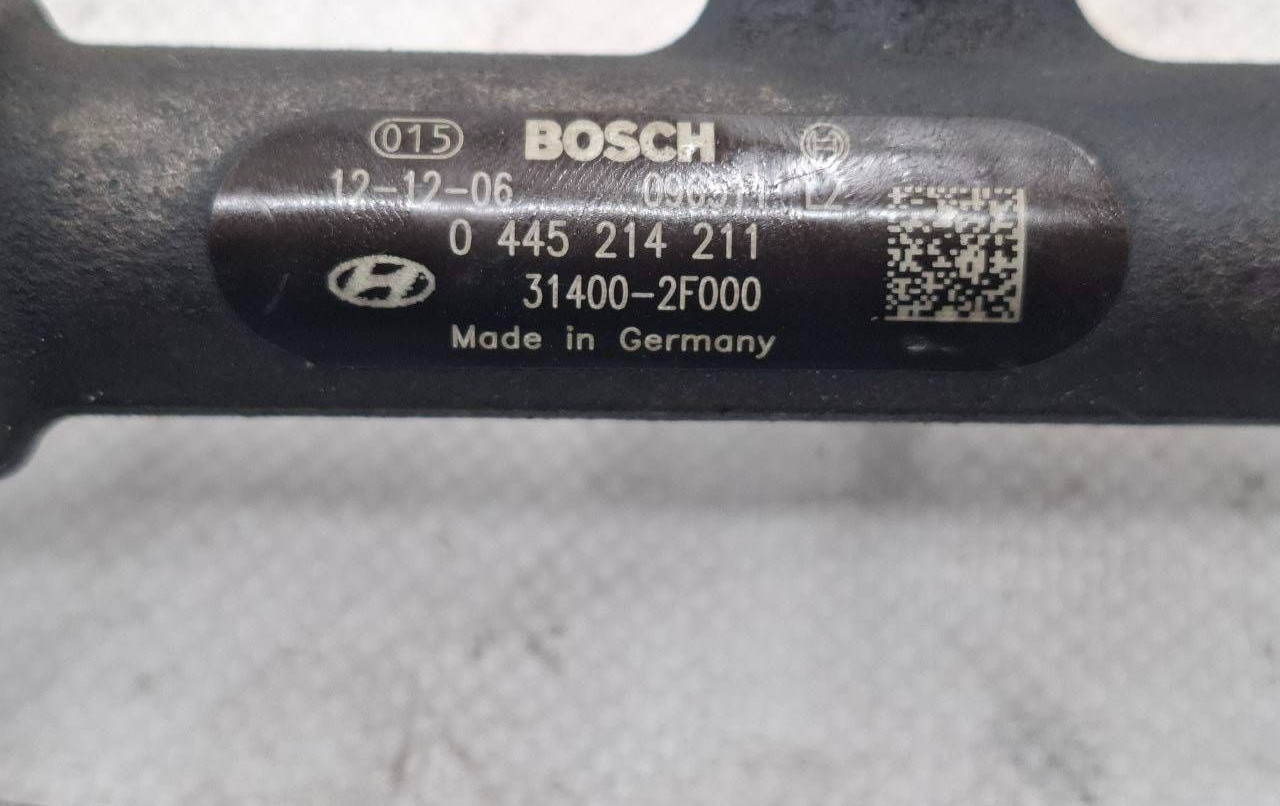 015 BOSCH
12-12-06
0 445 214 211
31400-2F000
Made in Germany